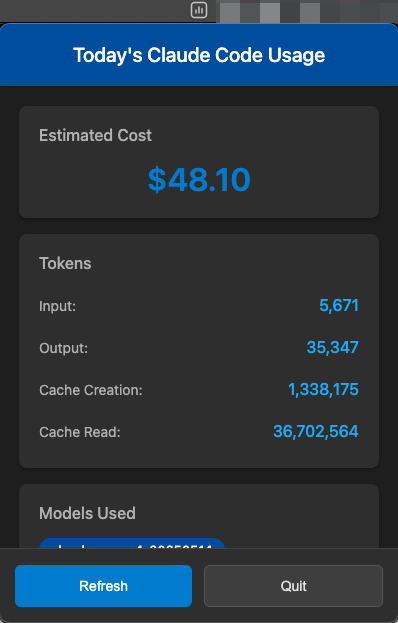 Today's Claude Code Usage
Estimated Cost
$48.10
Tokens
Input: 5,671
Output: 35,347
Cache Creation: 1,338,175
Cache Read: 36,702,564
Models Used
Refresh
Quit